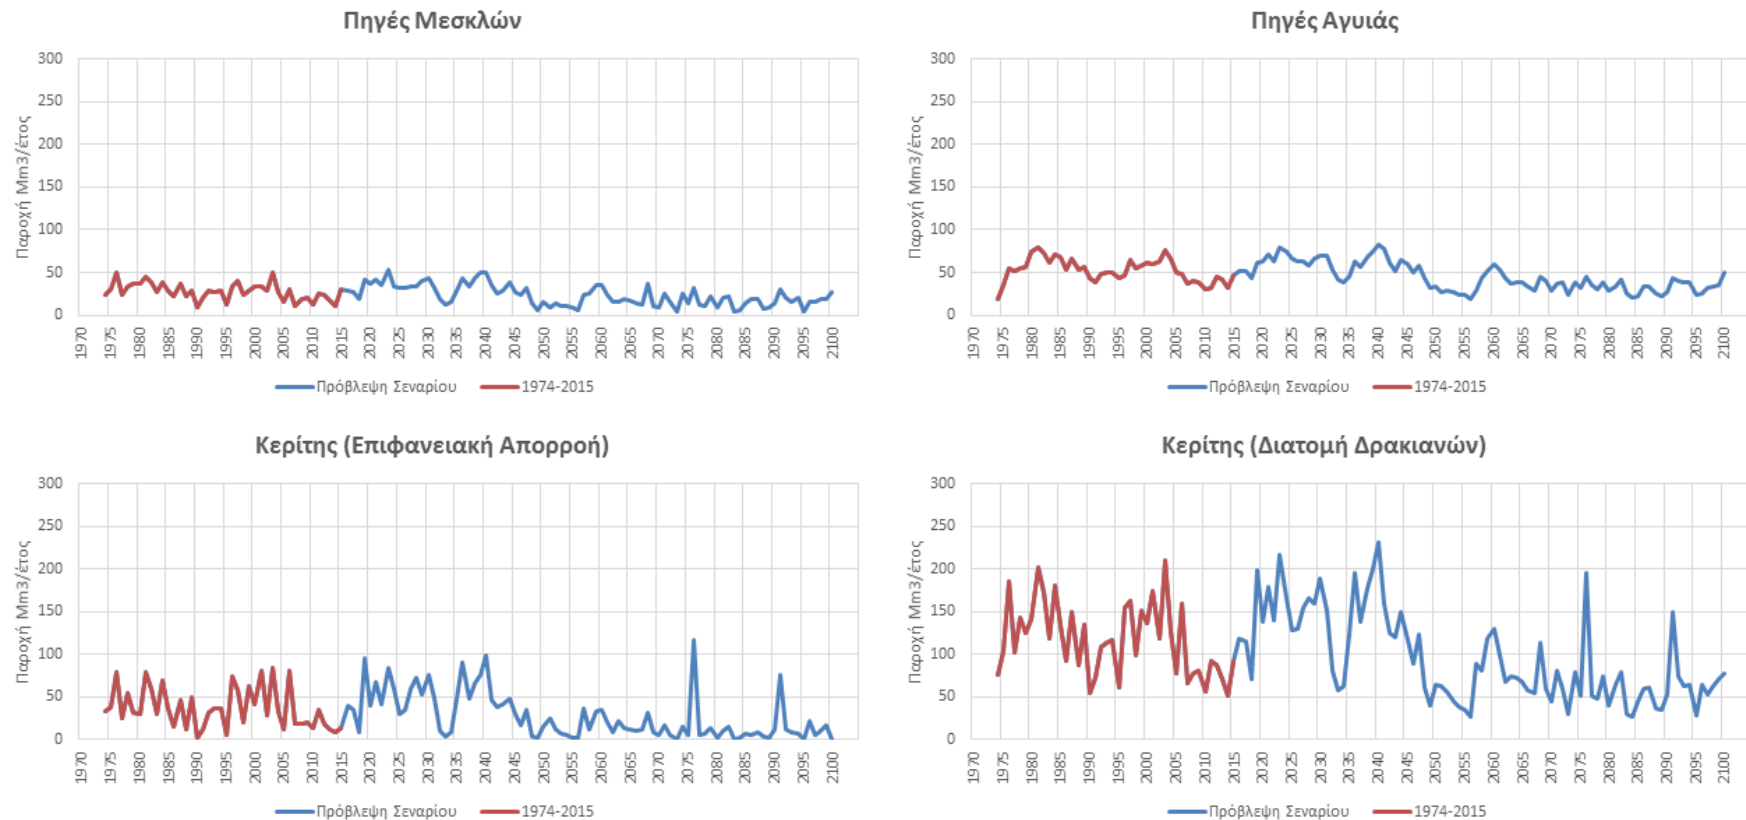 Πηγές Μεσκλών
Παροχή Mm3/έτος
300
250
200
150
100
50
0
1970 1975 1980 1985 1990 1995 2000 2005 2010 2015 2020 2025 2030 2035 2040 2045 2050 2055 2060 2065 2070 2075 2080 2085 2090 2095 2100
Πρόβλεψη Σεναρίου 1974-2015
Πηγές Αγυιάς
Παροχή Mm3/έτος
300
250
200
150
100
50
0
1970 1975 1980 1985 1990 1995 2000 2005 2010 2015 2020 2025 2030 2035 2040 2045 2050 2055 2060 2065 2070 2075 2080 2085 2090 2095 2100
Πρόβλεψη Σεναρίου 1974-2015
Κερίτης (Επιφανειακή Απορροή)
Παροχή Mm3/έτος
300
250
200
150
100
50
0
1970 1975 1980 1985 1990 1995 2000 2005 2010 2015 2020 2025 2030 2035 2040 2045 2050 2055 2060 2065 2070 2075 2080 2085 2090 2095 2100
Πρόβλεψη Σεναρίου 1974-2015
Κερίτης (Διατομή Δρακιανών)
Παροχή Mm3/έτος
300
250
200
150
100
50
0
1970 1975 1980 1985 1990 1995 2000 2005 2010 2015 2020 2025 2030 2035 2040 2045 2050 2055 2060 2065 2070 2075 2080 2085 2090 2095 2100
Πρόβλεψη Σεναρίου 1974-2015